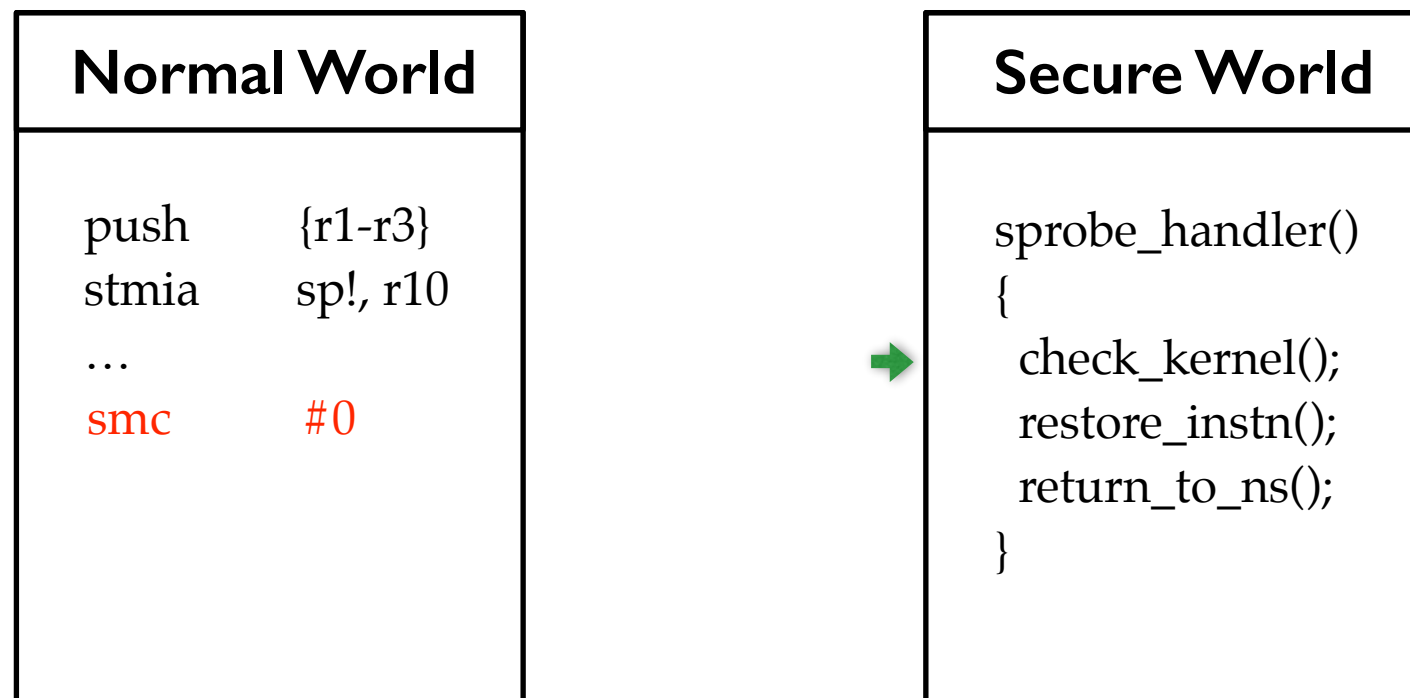 Normal World
push {r1-r3}
stmia sp!, r10
…
smc #0
Secure World
sprobe_handler()
{
check_kernel();
restore_instn();
return_to_ns();
}